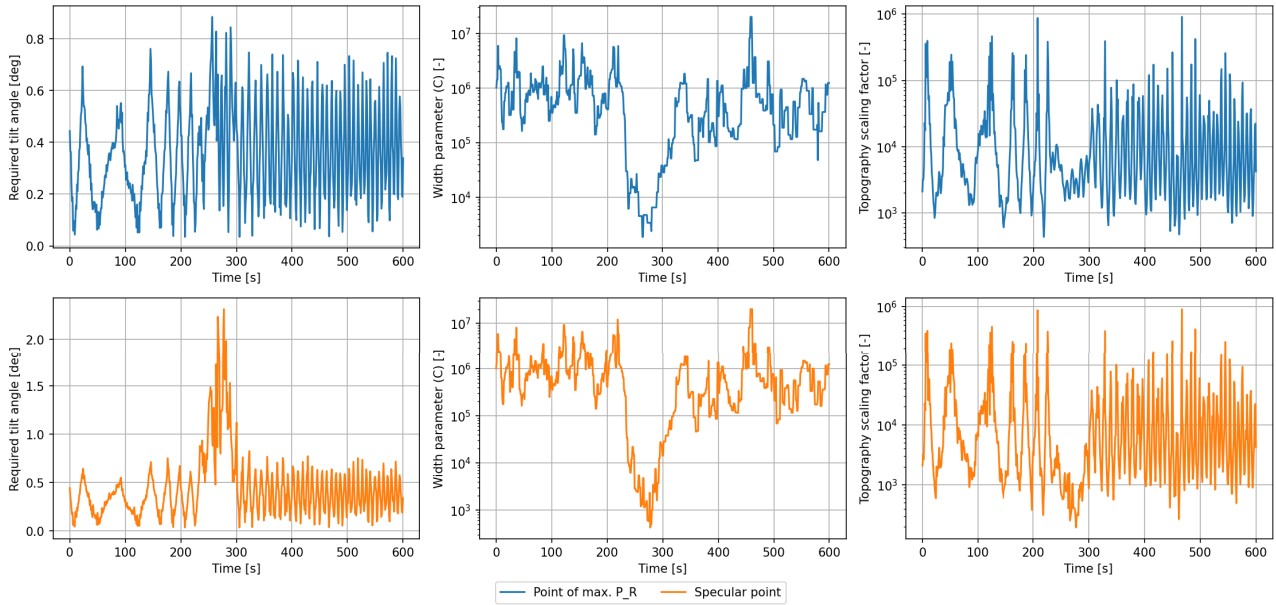 Required tilt angle [deg]
0.8
0.6
0.4
0.2
0.0
0 100 200 300 400 500 600
Time [s]
Width parameter (C) [-]
10^7
10^6
10^5
10^4
0 100 200 300 400 500 600
Time [s]
Topography scaling factor [-]
10^6
10^5
10^4
10^3
0 100 200 300 400 500 600
Time [s]
Required tilt angle [deg]
2.0
1.5
1.0
0.5
0.0
0 100 200 300 400 500 600
Time [s]
Width parameter (C) [-]
10^7
10^6
10^5
10^4
10^3
0 100 200 300 400 500 600
Time [s]
Topography scaling factor [-]
10^6
10^5
10^4
10^3
0 100 200 300 400 500 600
Time [s]
Point of max. P_R Specular point